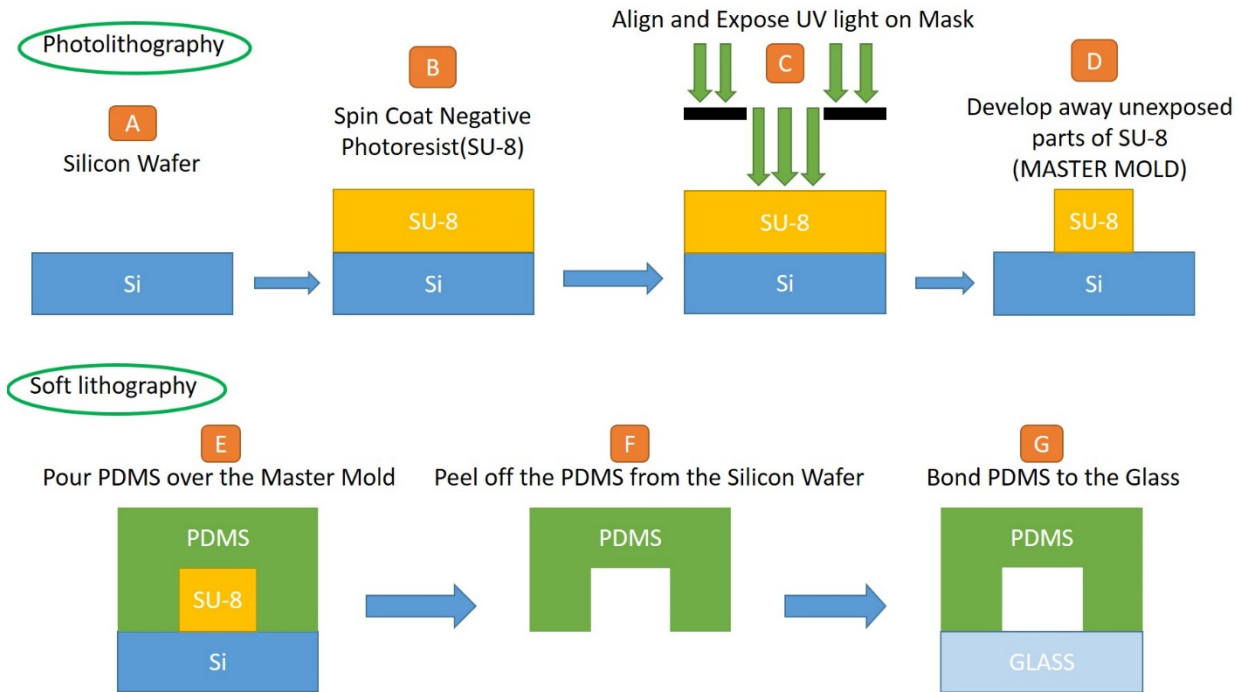 Photolithography
A
Silicon Wafer
Si
B
Spin Coat Negative
Photoresist(SU-8)
SU-8
Si
Align and Expose UV light on Mask
C
SU-8
Si
D
Develop away unexposed
parts of SU-8
(MASTER MOLD)
SU-8
Si
Soft lithography
E
Pour PDMS over the Master Mold
PDMS
SU-8
Si
F
Peel off the PDMS from the Silicon Wafer
PDMS
G
Bond PDMS to the Glass
PDMS
GLASS